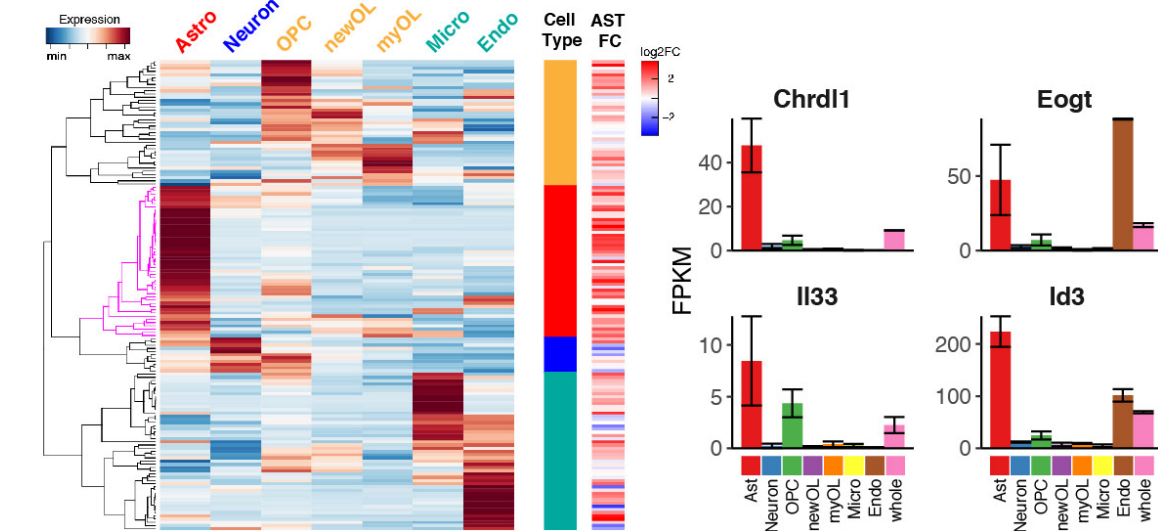 Expression
min max
Astro Neuron OPC newOL myOL Micro Endo
Cell Type
AST FC
log2FC
2
−2
Chrdl1
40
20
0
Eogt
50
0
FPKM
Il33
10
5
0
Id3
200
100
0
Ast Neuron OPC newOL myOL Micro Endo whole
Ast Neuron OPC newOL myOL Micro Endo whole